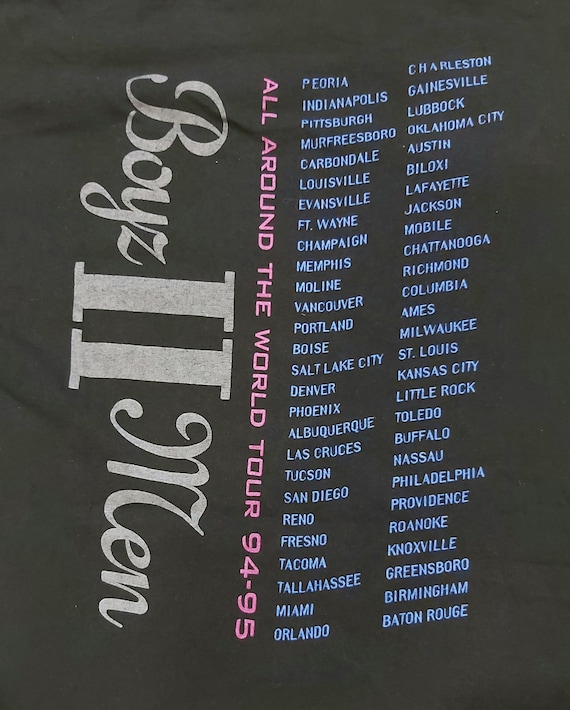 Boyz II Men
ALL AROUND THE WORLD TOUR 94-95
PEORIA
INDIANAPOLIS
PITTSBURGH
MURFREESBORO
CARBONDALE
LOUISVILLE
EVANSVILLE
FT. WAYNE
CHAMPAIGN
MEMPHIS
MOLINE
VANCOUVER
PORTLAND
BOISE
SALT LAKE CITY
DENVER
PHOENIX
ALBUQUERQUE
LAS CRUCES
TUCSON
SAN DIEGO
RENO
FRESNO
TACOMA
TALLAHASSEE
MIAMI
ORLANDO
CHARLESTON
GAINESVILLE
LUBBOCK
OKLAHOMA CITY
AUSTIN
BILOXI
LAFAYETTE
JACKSON
MOBILE
CHATTANOOGA
RICHMOND
COLUMBIA
AMES
MILWAUKEE
ST. LOUIS
KANSAS CITY
LITTLE ROCK
TOLEDO
BUFFALO
NASSAU
PHILADELPHIA
PROVIDENCE
ROANOKE
KNOXVILLE
GREENSBORO
BIRMINGHAM
BATON ROUGE